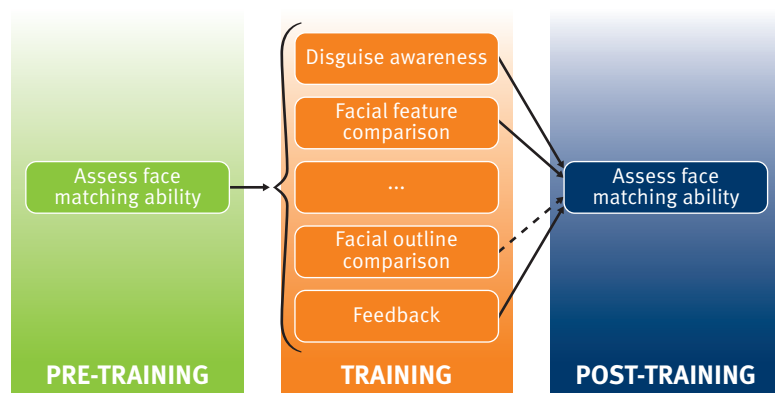 Disguise awareness
Facial feature
comparison
Assess face
matching ability
...
Assess face
matching ability
Facial outline
comparison
Feedback
PRE-TRAINING
TRAINING
POST-TRAINING